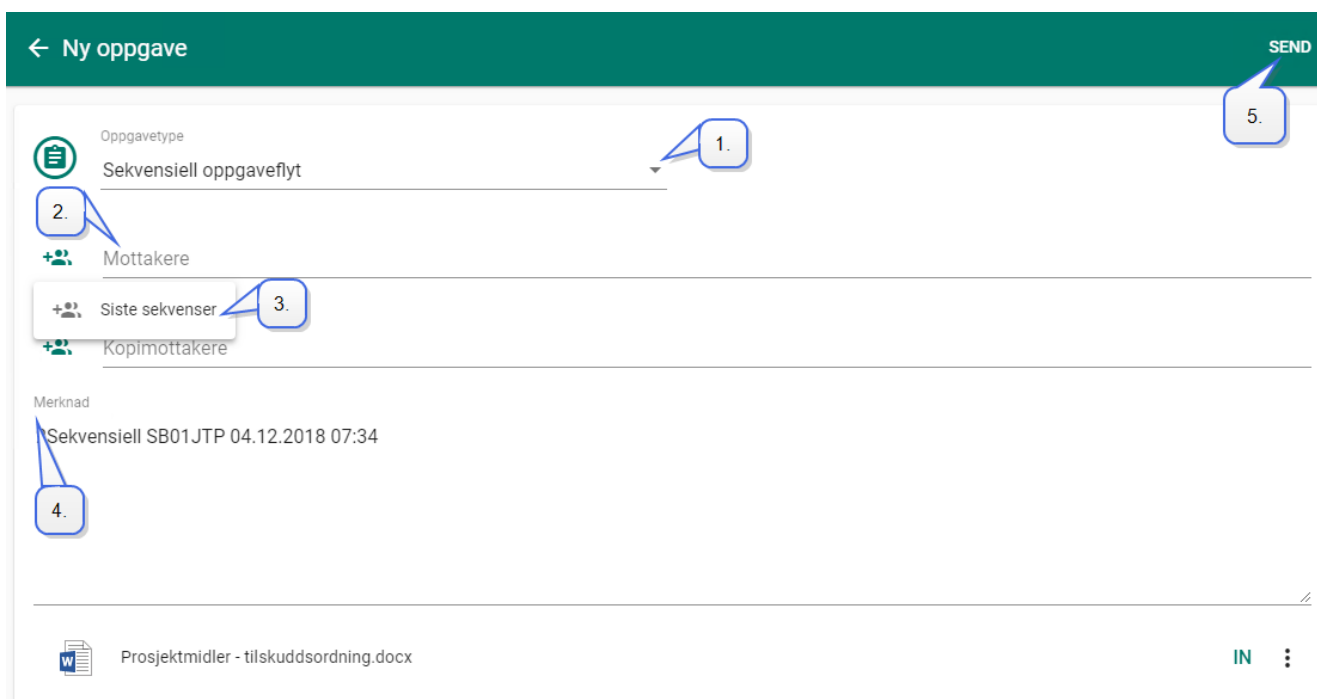 Ny oppgave
SEND
5.
Oppgavetype
1.
Sekvensiell oppgaveflyt
2.
Mottakere
Siste sekvenser
3.
Kopimottakere
Merknad
Sekvensiell SB01JTP 04.12.2018 07:34
4.
Prosjektmidler - tilskuddsordning.docx
IN